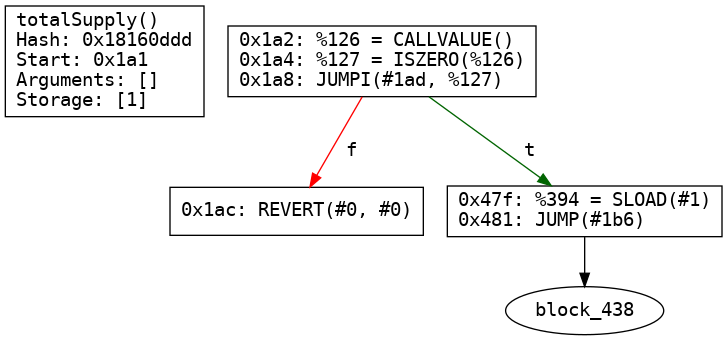 totalSupply()
Hash: 0x18160ddd
Start: 0x1a1
Arguments: []
Storage: [1]
0x1a2: %126 = CALLVALUE()
0x1a4: %127 = ISZERO(%126)
0x1a8: JUMPI(#1ad, %127)
f
t
0x1ac: REVERT(#0, #0)
0x47f: %394 = SLOAD(#1)
0x481: JUMP(#1b6)
block_438